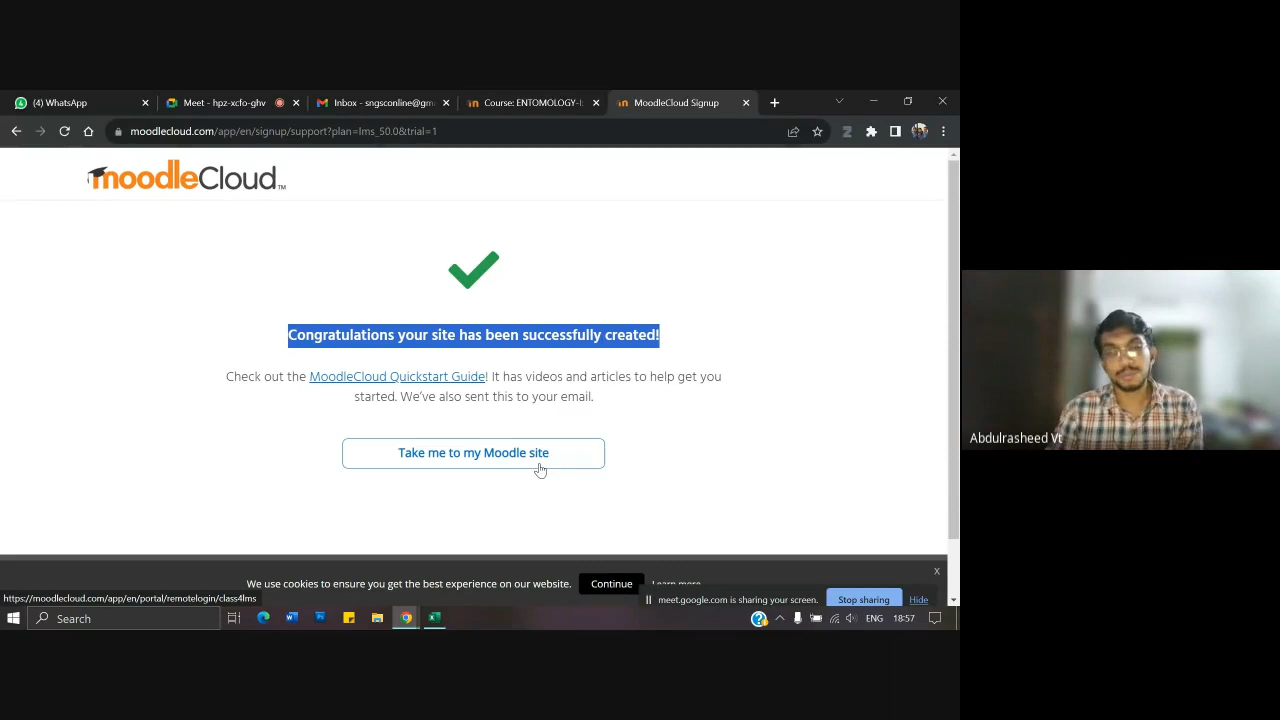 (4) WhatsApp
Meet - hpz-xcfo-ghv
Inbox - sngsconline@gm
Course: ENTOMOLOGY-I
MoodleCloud Signup
moodlecloud.com/app/en/signup/support?plan=lms_50.0&trial=1
moodleCloud™
Congratulations your site has been successfully created!
Check out the MoodleCloud Quickstart Guide! It has videos and articles to help get you
started. We've also sent this to your email.
Take me to my Moodle site
Abdulrasheed Vt
We use cookies to ensure you get the best experience on our website. Continue Learn more
https://moodlecloud.com/app/en/portal/remotelogin/class4lms
meet.google.com is sharing your screen. Stop sharing Hide
Search
ENG 18:57